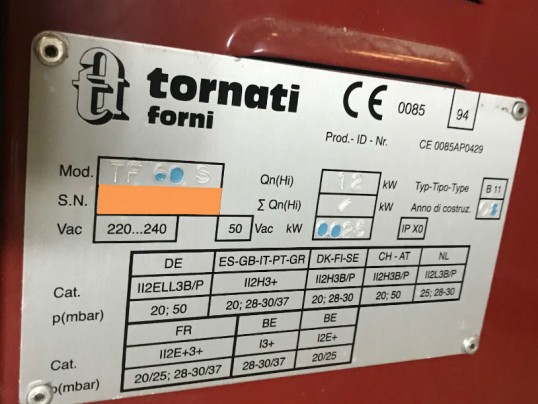 tornati
forni
CE 0085 94
Prod.- ID - Nr. CE 0085AP0429
Mod. TF 60 S Qn(Hi) 12 kW Typ-Tipo-Type B 11
S.N. Σ Qn(Hi) kW Anno di costruz.
Vac 220...240 50 Vac kW IP X0
DE ES-GB-IT-PT-GR DK-FI-SE CH - AT NL
Cat. II2ELL3B/P II2H3+ II2H3B/P II2H3B/P II2L3B/P
p(mbar) 20; 50 20; 28-30/37 20; 28-30 20; 50 25; 28-30
FR BE BE
Cat. II2E+3+ I3+ I2E+
p(mbar) 20/25; 28-30/37 28-30/37 20/25